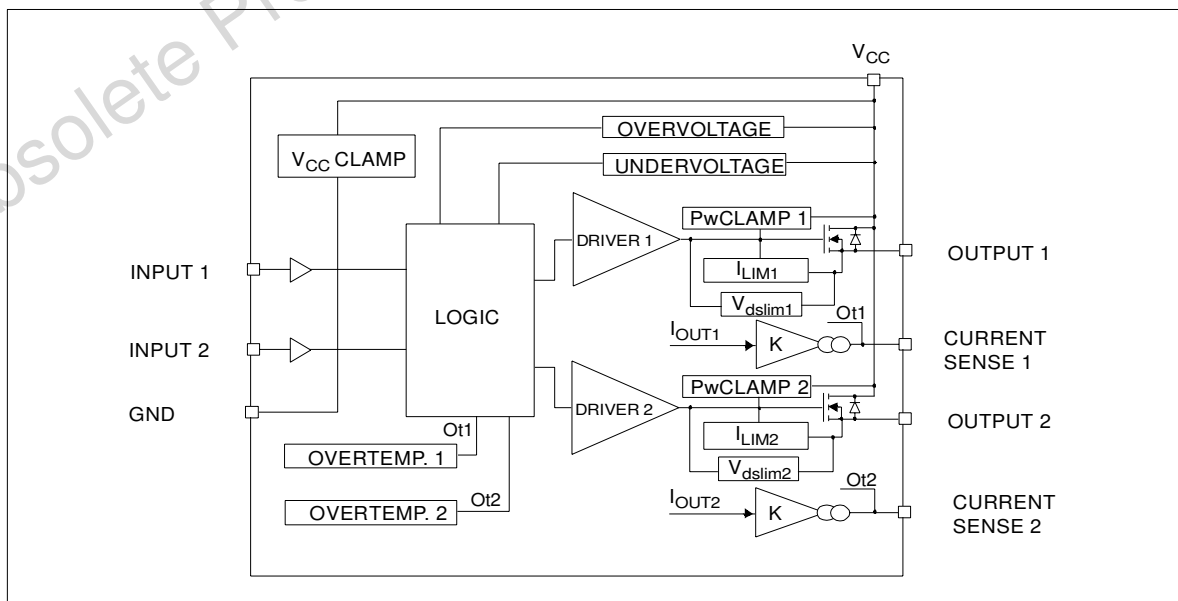 bsolete Pr
V_CC
OVERVOLTAGE
V_CC CLAMP
UNDERVOLTAGE
PwCLAMP 1
DRIVER 1
OUTPUT 1
INPUT 1
I_LIM1
V_dslim1
LOGIC
Ot1
I_OUT1
K
CURRENT
SENSE 1
INPUT 2
PwCLAMP 2
DRIVER 2
GND
OUTPUT 2
I_LIM2
Ot1
OVERTEMP. 1
V_dslim2
Ot2
Ot2
I_OUT2
K
OVERTEMP. 2
CURRENT
SENSE 2